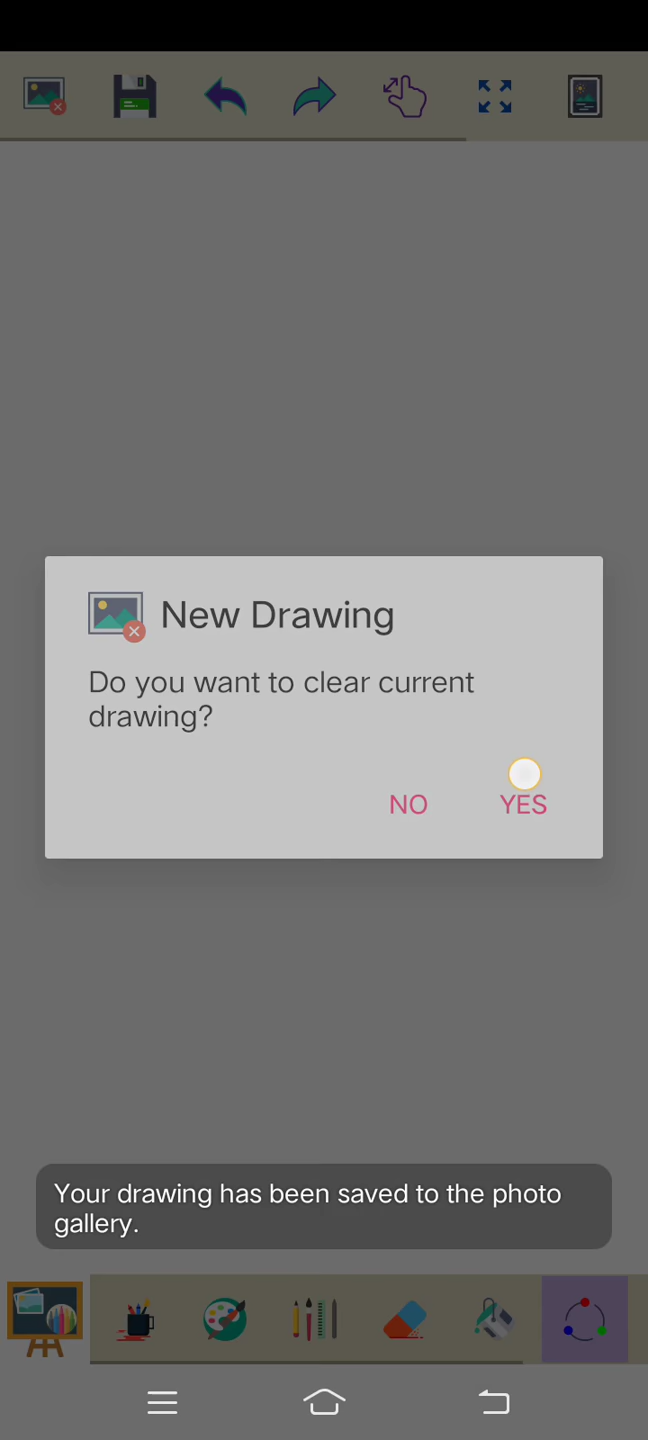 New Drawing
Do you want to clear current
drawing?
NO YES
Your drawing has been saved to the photo
gallery.